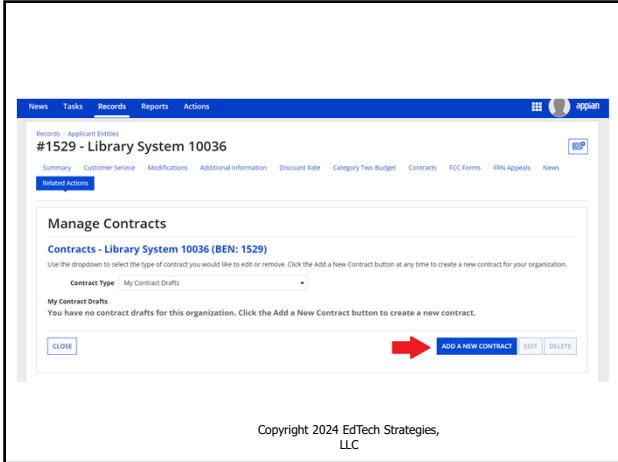 News Tasks Records Reports Actions appian
Records / Applicant Entities
#1529 - Library System 10036
Summary Customer Service Modifications Additional Information Discount Rate Category Two Budget Contracts FCC Forms FRN Appeals News
Related Actions
Manage Contracts
Contracts - Library System 10036 (BEN: 1529)
Use the dropdown to select the type of contract you would like to edit or remove. Click the Add a New Contract button at any time to create a new contract for your organization.
Contract Type My Contract Drafts
My Contract Drafts
You have no contract drafts for this organization. Click the Add a New Contract button to create a new contract.
CLOSE ADD A NEW CONTRACT EDIT DELETE
Copyright 2024 EdTech Strategies,
LLC